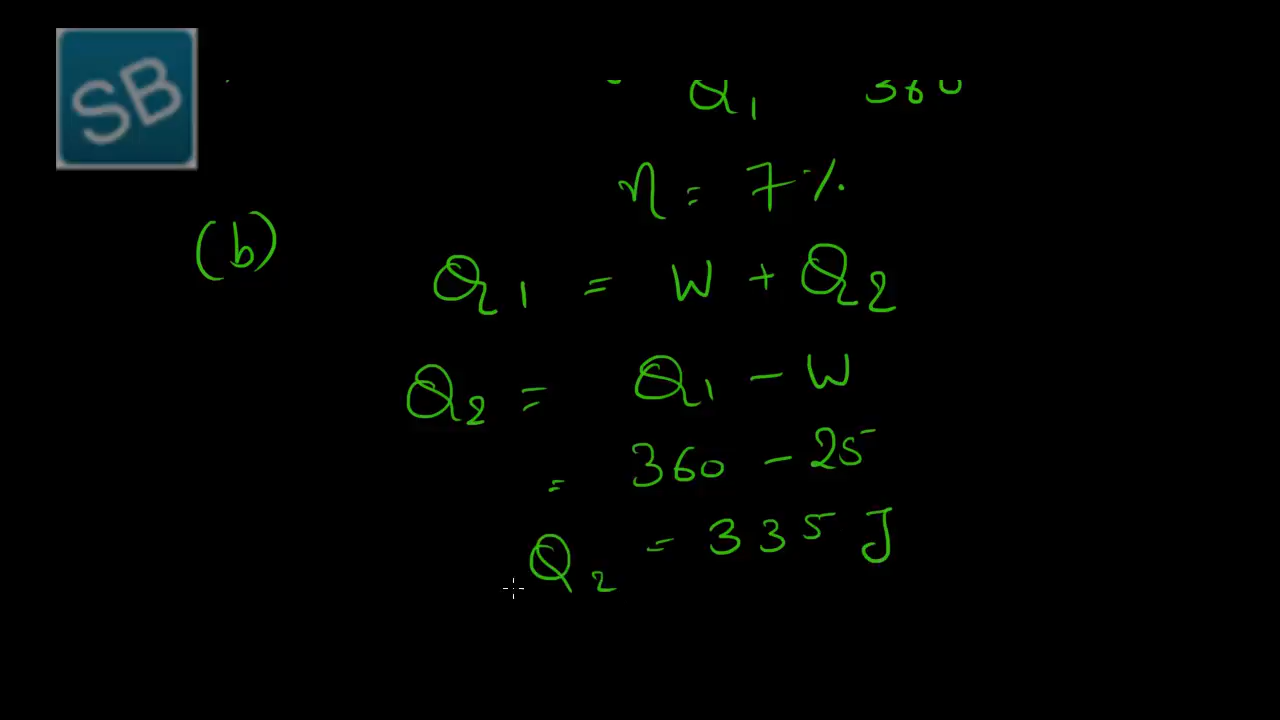 SB
Q1 360
η = 7%
(b)
Q1 = W + Q2
Q2 = Q1 - W
= 360 - 25
Q2 = 335 J